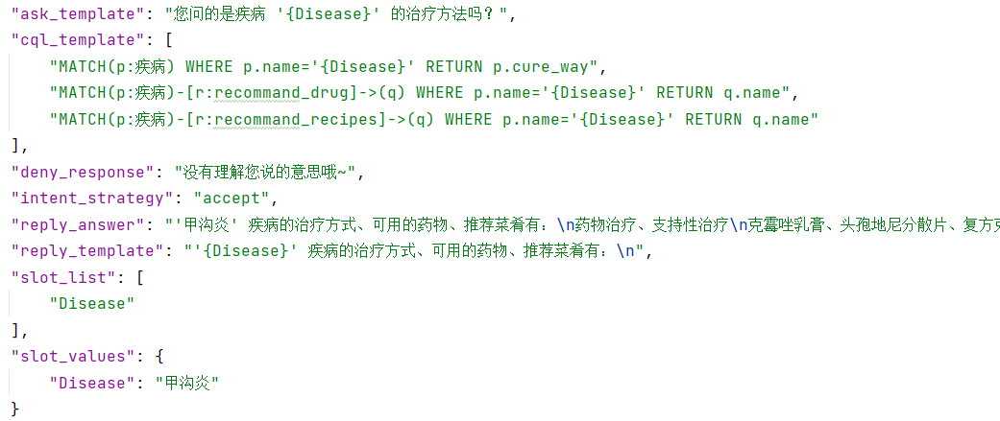 "ask_template": "您问的是疾病 '{Disease}' 的治疗方法吗？",
"cql_template": [
"MATCH(p:疾病) WHERE p.name='{Disease}' RETURN p.cure_way",
"MATCH(p:疾病)-[r:recommand_drug]->(q) WHERE p.name='{Disease}' RETURN q.name",
"MATCH(p:疾病)-[r:recommand_recipes]->(q) WHERE p.name='{Disease}' RETURN q.name"
],
"deny_response": "没有理解您说的意思哦~",
"intent_strategy": "accept",
"reply_answer": "'甲沟炎' 疾病的治疗方式、可用的药物、推荐菜肴有：\n药物治疗、支持性治疗\n克霉唑乳膏、头孢地尼分散片、复方克
"reply_template": "'{Disease}' 疾病的治疗方式、可用的药物、推荐菜肴有：\n",
"slot_list": [
"Disease"
],
"slot_values": {
"Disease": "甲沟炎"
}